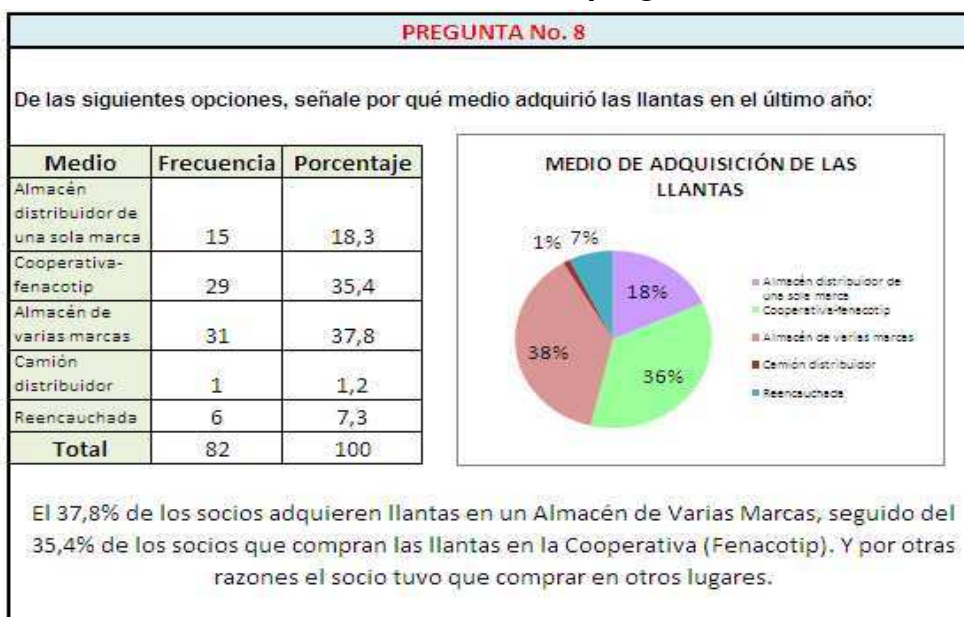 PREGUNTA No. 8
De las siguientes opciones, señale por qué medio adquirió las llantas en el último año:
Medio Frecuencia Porcentaje
Almacén
distribuidor de
una sola marca 15 18,3
Cooperativa-
fenacotip 29 35,4
Almacén de
varias marcas 31 37,8
Camión
distribuidor 1 1,2
Reencauchada 6 7,3
Total 82 100
MEDIO DE ADQUISICIÓN DE LAS
LLANTAS
1% 7%
18%
38%
36%
Almacén distribuidor de
una sola marca
Cooperativa-fenacotip
Almacén de varias marcas
Camión distribuidor
Reencauchada
El 37,8% de los socios adquieren llantas en un Almacén de Varias Marcas, seguido del
35,4% de los socios que compran las llantas en la Cooperativa (Fenacotip). Y por otras
razones el socio tuvo que comprar en otros lugares.